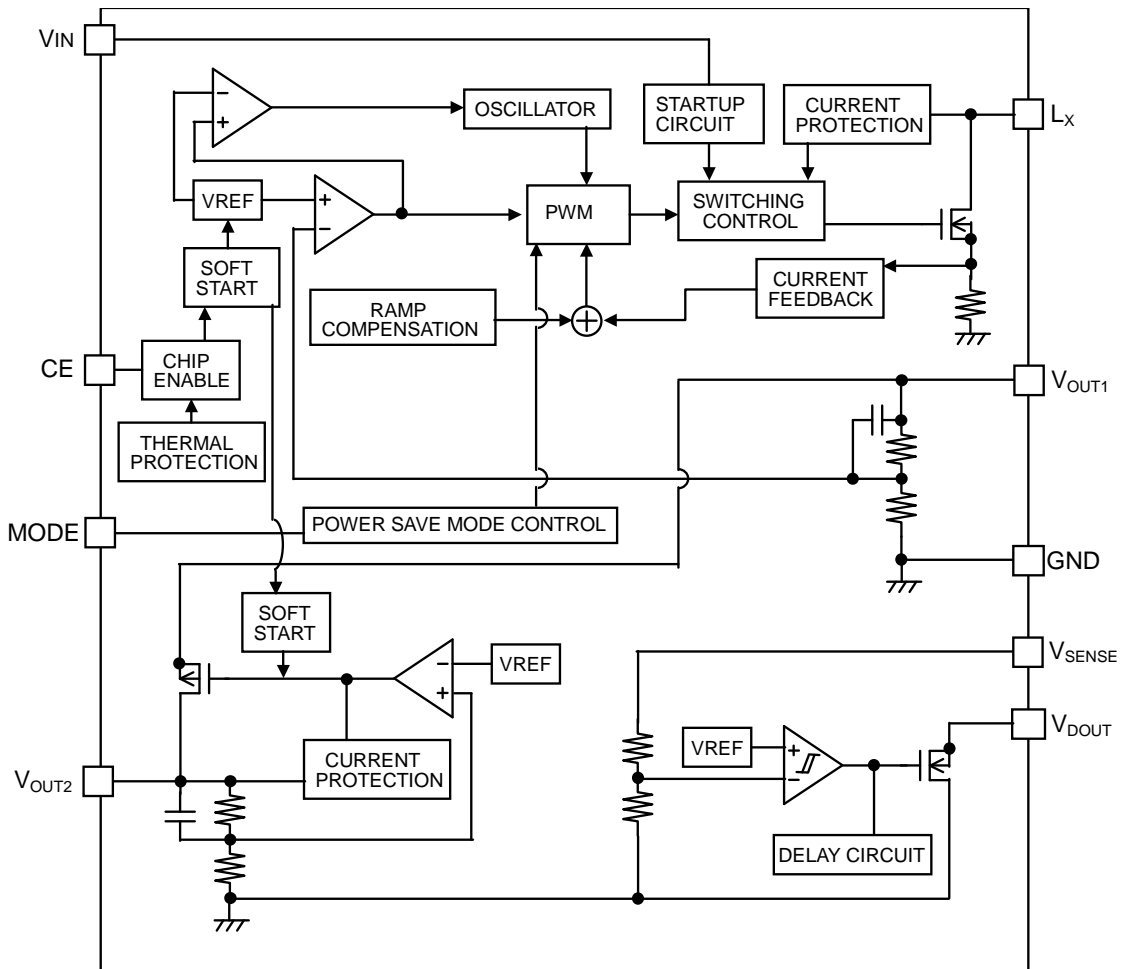 VIN
OSCILLATOR
STARTUP
CIRCUIT
CURRENT
PROTECTION
LX
-
+
VREF
+
-
PWM
SWITCHING
CONTROL
SOFT
START
RAMP
COMPENSATION
+
CURRENT
FEEDBACK
CE
CHIP
ENABLE
THERMAL
PROTECTION
VOUT1
MODE
POWER SAVE MODE CONTROL
GND
SOFT
START
-
+
VREF
VSENSE
VOUT2
CURRENT
PROTECTION
VREF
+
-
VDOUT
DELAY CIRCUIT